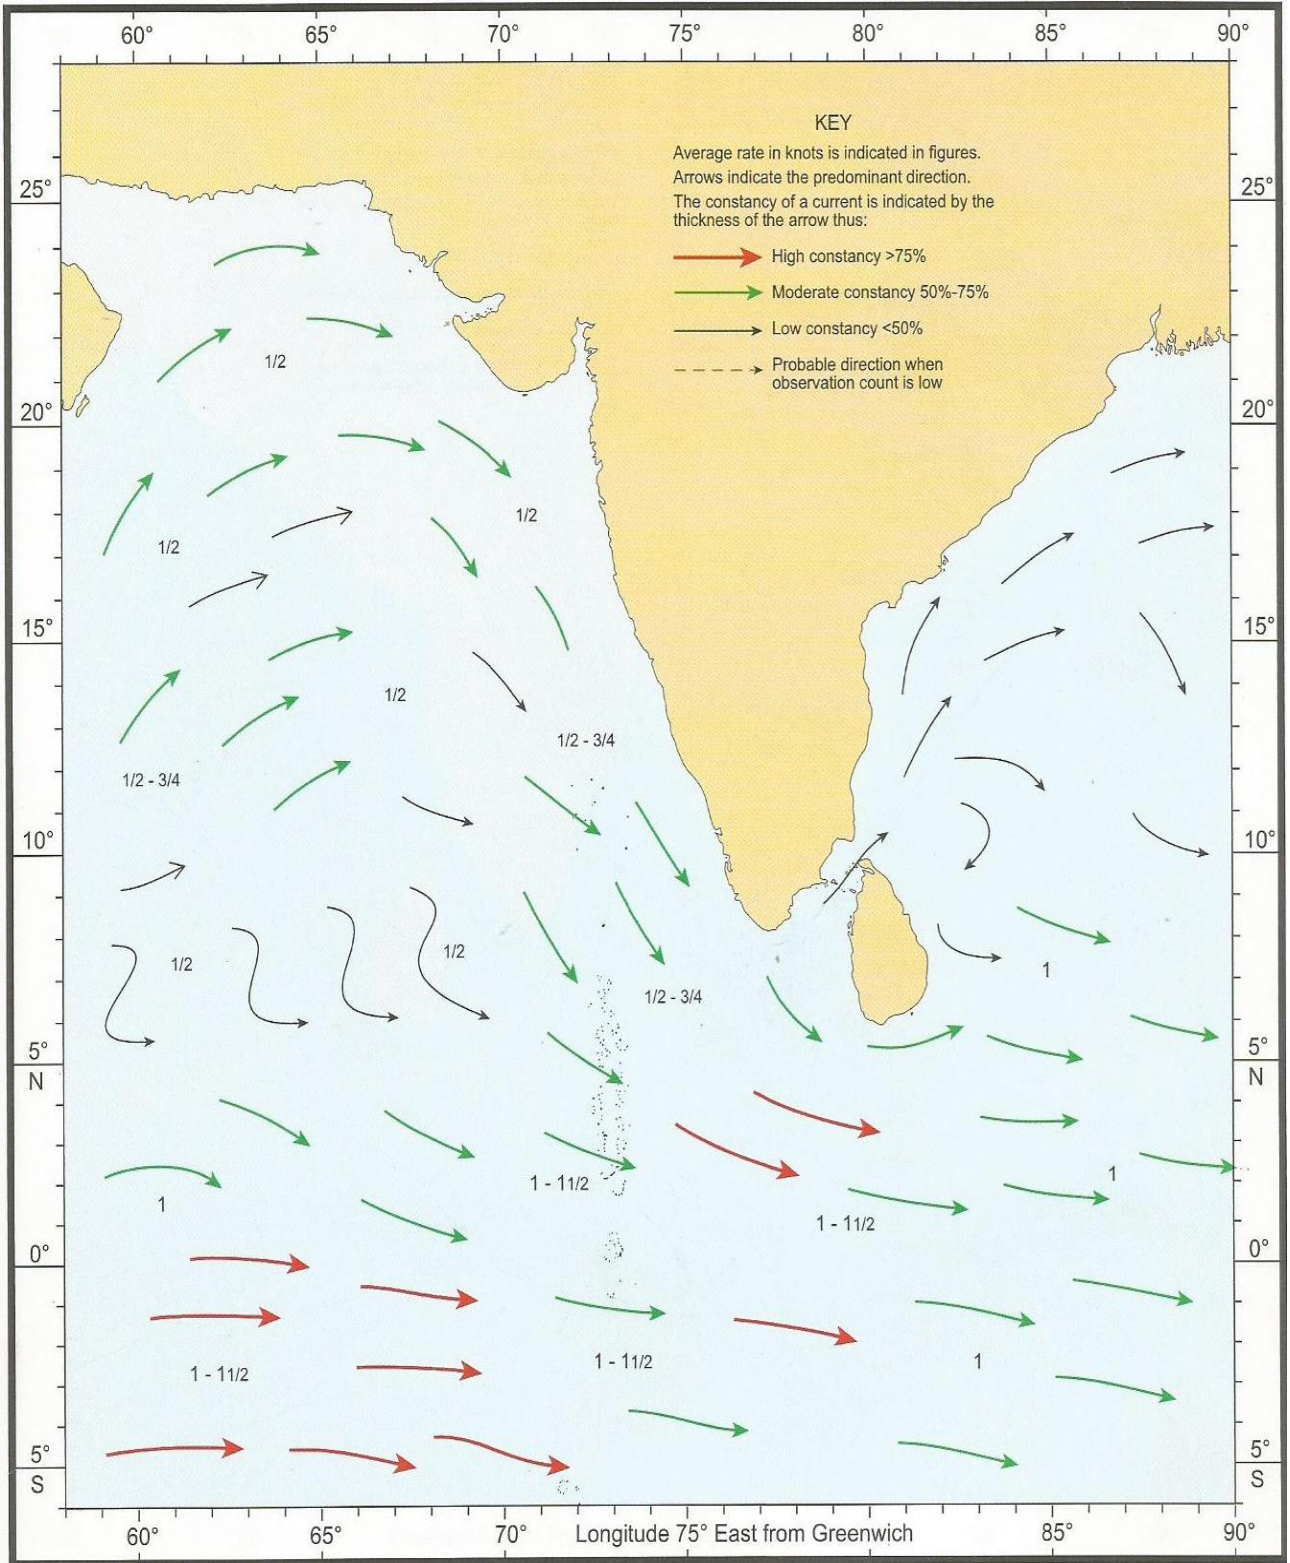 60° 65° 70° 75° 80° 85° 90°
KEY
Average rate in knots is indicated in figures.
Arrows indicate the predominant direction.
The constancy of a current is indicated by the
thickness of the arrow thus:
High constancy >75%
Moderate constancy 50%-75%
Low constancy <50%
Probable direction when
observation count is low
25° 25°
1/2
20° 20°
1/2
1/2
15° 15°
1/2
1/2 - 3/4
1/2 - 3/4
10° 10°
1/2
1/2
1
1/2 - 3/4
5° 5°
N N
1
1 - 11/2
1
1 - 11/2
0° 0°
1 - 11/2
1 - 11/2
1
5° 5°
S S
60° 65° 70° Longitude 75° East from Greenwich 85° 90°